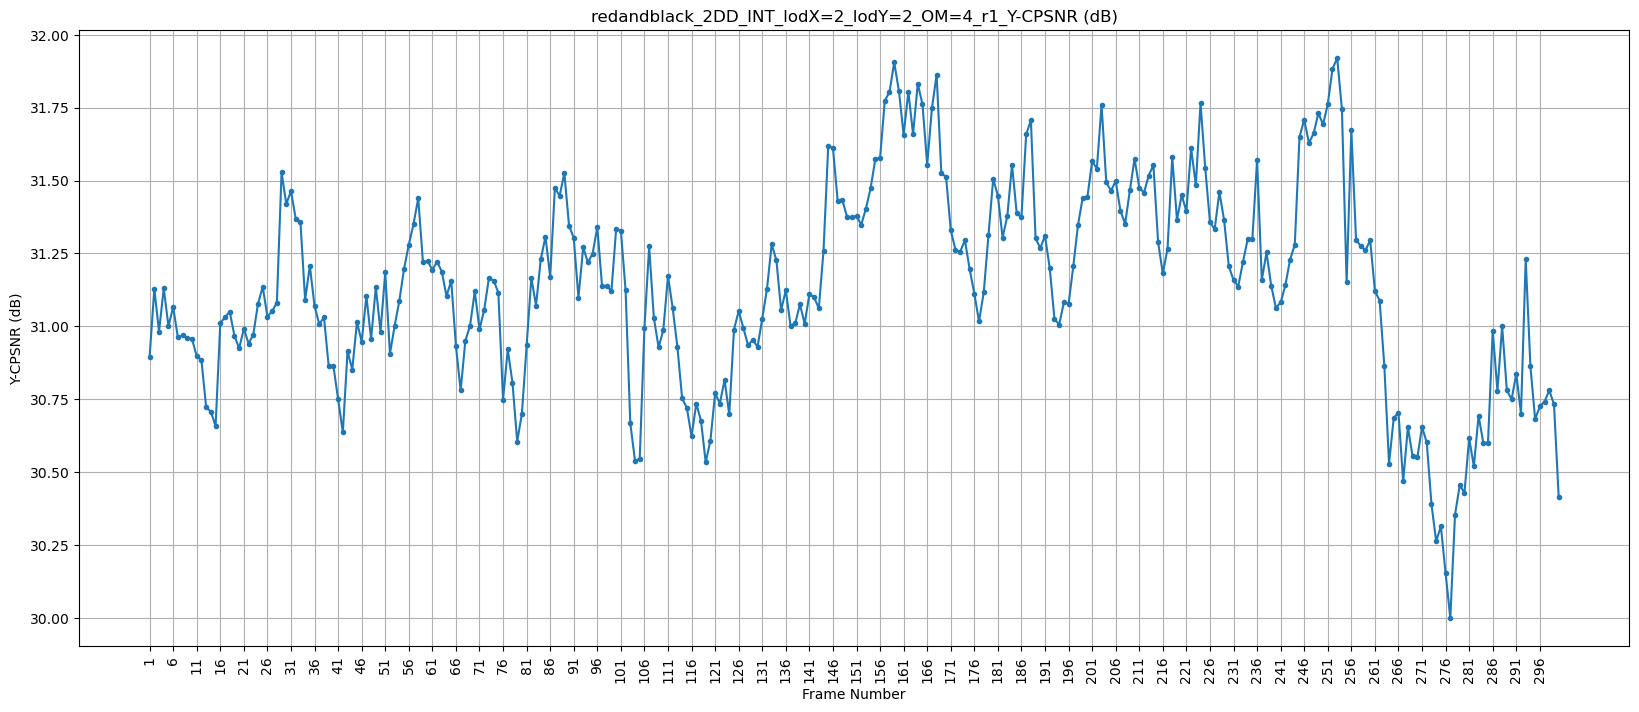 redandblack_2DD_INT_lodX=2_lodY=2_OM=4_r1_Y-CPSNR (dB)
Y-CPSNR (dB)
32.00
31.75
31.50
31.25
31.00
30.75
30.50
30.25
30.00
1 6 11 16 21 26 31 36 41 46 51 56 61 66 71 76 81 86 91 96 101 106 111 116 121 126 131 136 141 146 151 156 161 166 171 176 181 186 191 196 201 206 211 216 221 226 231 236 241 246 251 256 261 266 271 276 281 286 291 296
Frame Number